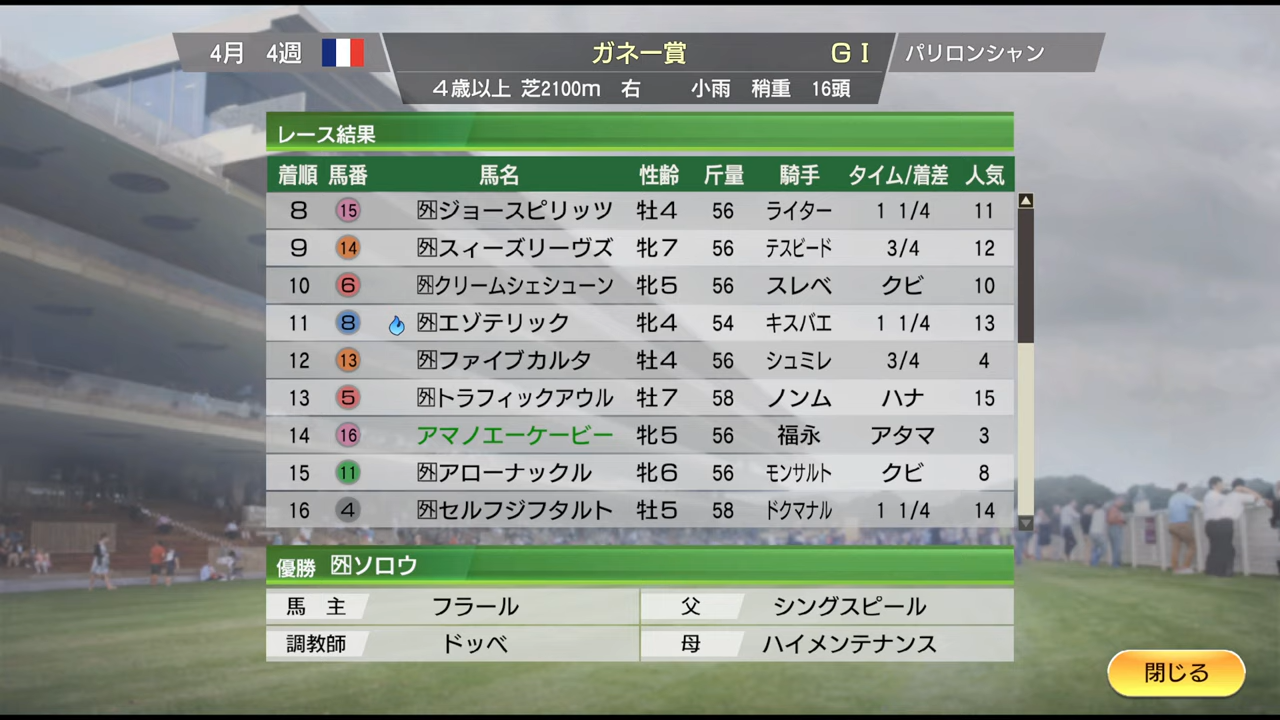 4月 4週 ガネー賞 GⅠ パリロンシャン
4歳以上 芝2100m 右 小雨 稍重 16頭
レース結果
着順 馬番 馬名 性齢 斤量 騎手 タイム/着差 人気
8 15 外ジョースピリッツ 牡4 56 ライター 1 1/4 11
9 14 外スィーズリーヴズ 牝7 56 テスビード 3/4 12
10 6 外クリームシェシューン 牝5 56 スレベ クビ 10
11 8 外エゾテリック 牝4 54 キスバエ 1 1/4 13
12 13 外ファイブカルタ 牡4 56 シュミレ 3/4 4
13 5 外トラフィックアウル 牡7 58 ノンム ハナ 15
14 16 アマノエーケービー 牝5 56 福永 アタマ 3
15 11 外アローナックル 牝6 56 モンサルト クビ 8
16 4 外セルフジフタルト 牡5 58 ドクマナル 1 1/4 14
優勝 外ソロウ
馬主 フラール 父 シングスピール
調教師 ドッベ 母 ハイメンテナンス
閉じる